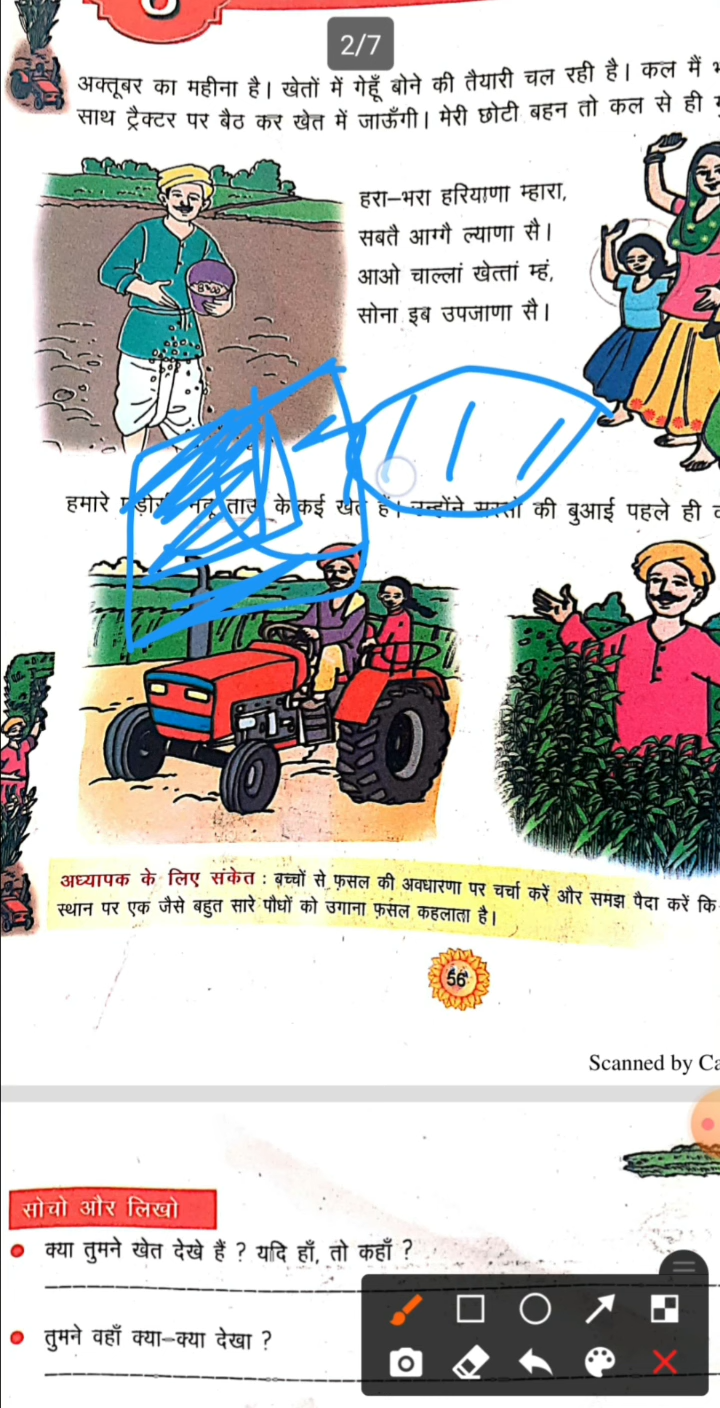 2/7
अक्तूबर का महीना है। खेतों में गेहूँ बोने की तैयारी चल रही है। कल मैं
साथ ट्रैक्टर पर बैठ कर खेत में जाऊँगी। मेरी छोटी बहन तो कल से ही
हरा–भरा हरियाणा म्हारा,
सबतै आग्गै ल्याणा सै।
आओ चाल्लां खेत्तां म्हं,
सोना इब उपजाणा सै।
हमारे ताऊ के कई खेत हैं। उन्होंने सरसों की बुआई पहले ही
अध्यापक के लिए संकेत : बच्चों से फ़सल की अवधारणा पर चर्चा करें और समझ पैदा करें कि
स्थान पर एक जैसे बहुत सारे पौधों को उगाना फ़सल कहलाता है।
56
Scanned by
सोचो और लिखो
क्या तुमने खेत देखे हैं ? यदि हाँ, तो कहाँ ?
तुमने वहाँ क्या–क्या देखा ?